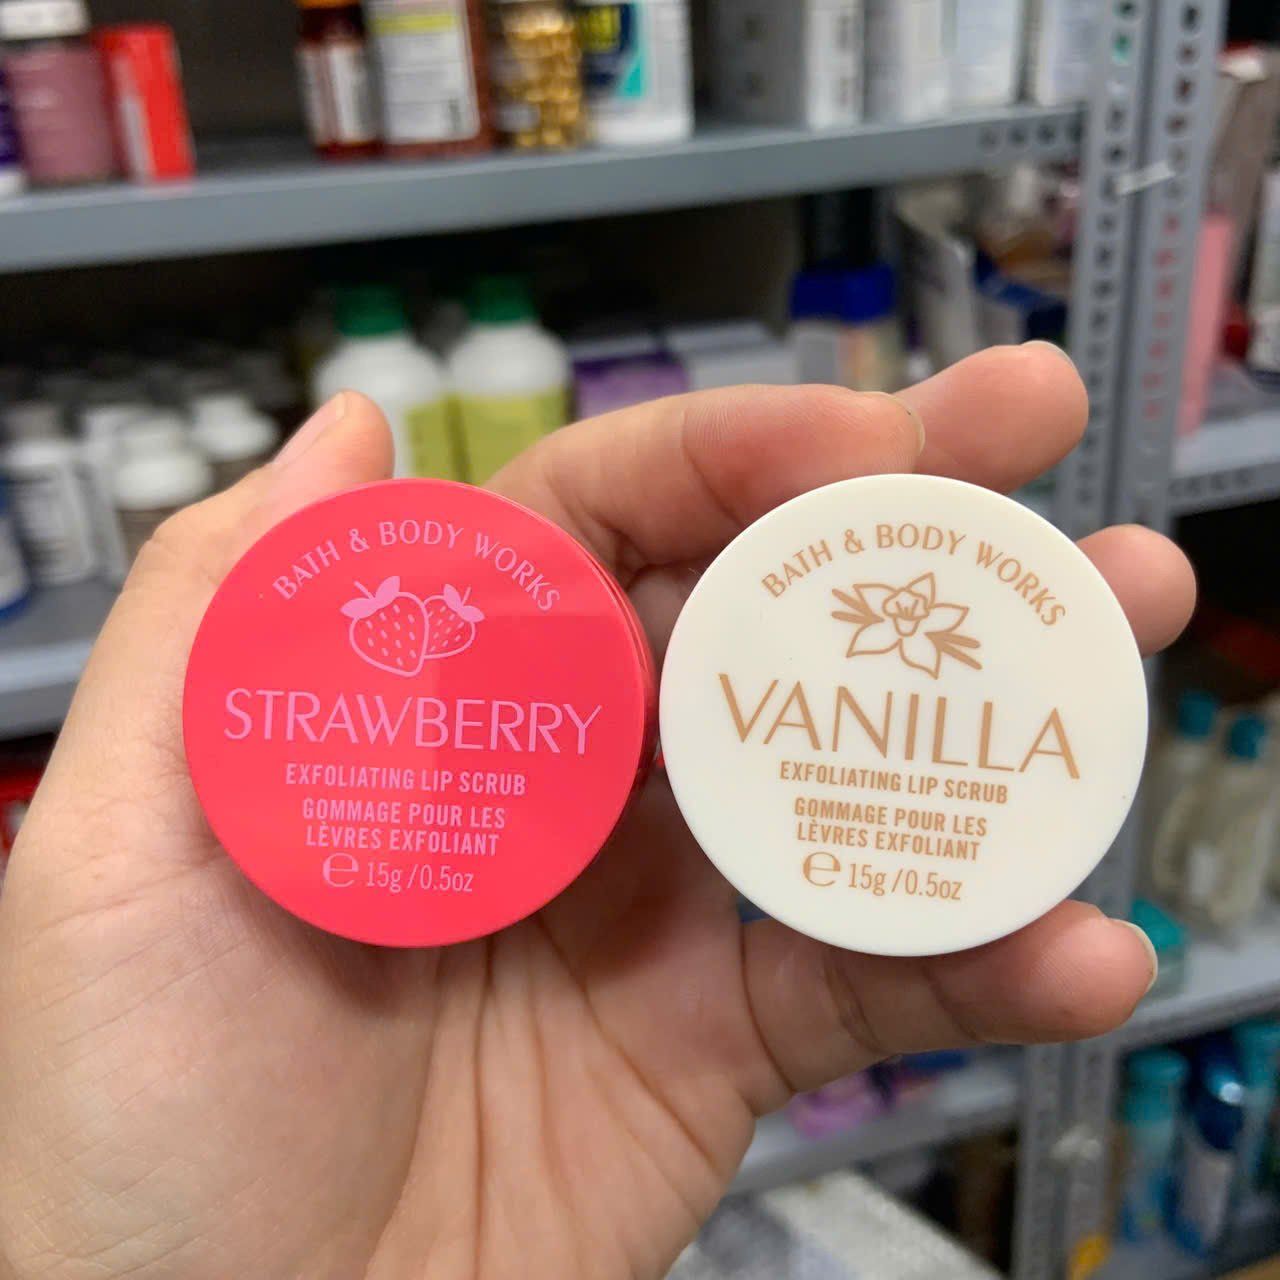 BATH & BODY WORKS
STRAWBERRY
EXFOLIATING LIP SCRUB
GOMMAGE POUR LES
LÈVRES EXFOLIANT
℮ 15g/0.5oz
BATH & BODY WORKS
VANILLA
EXFOLIATING LIP SCRUB
GOMMAGE POUR LES
LÈVRES EXFOLIANT
℮ 15g/0.5oz